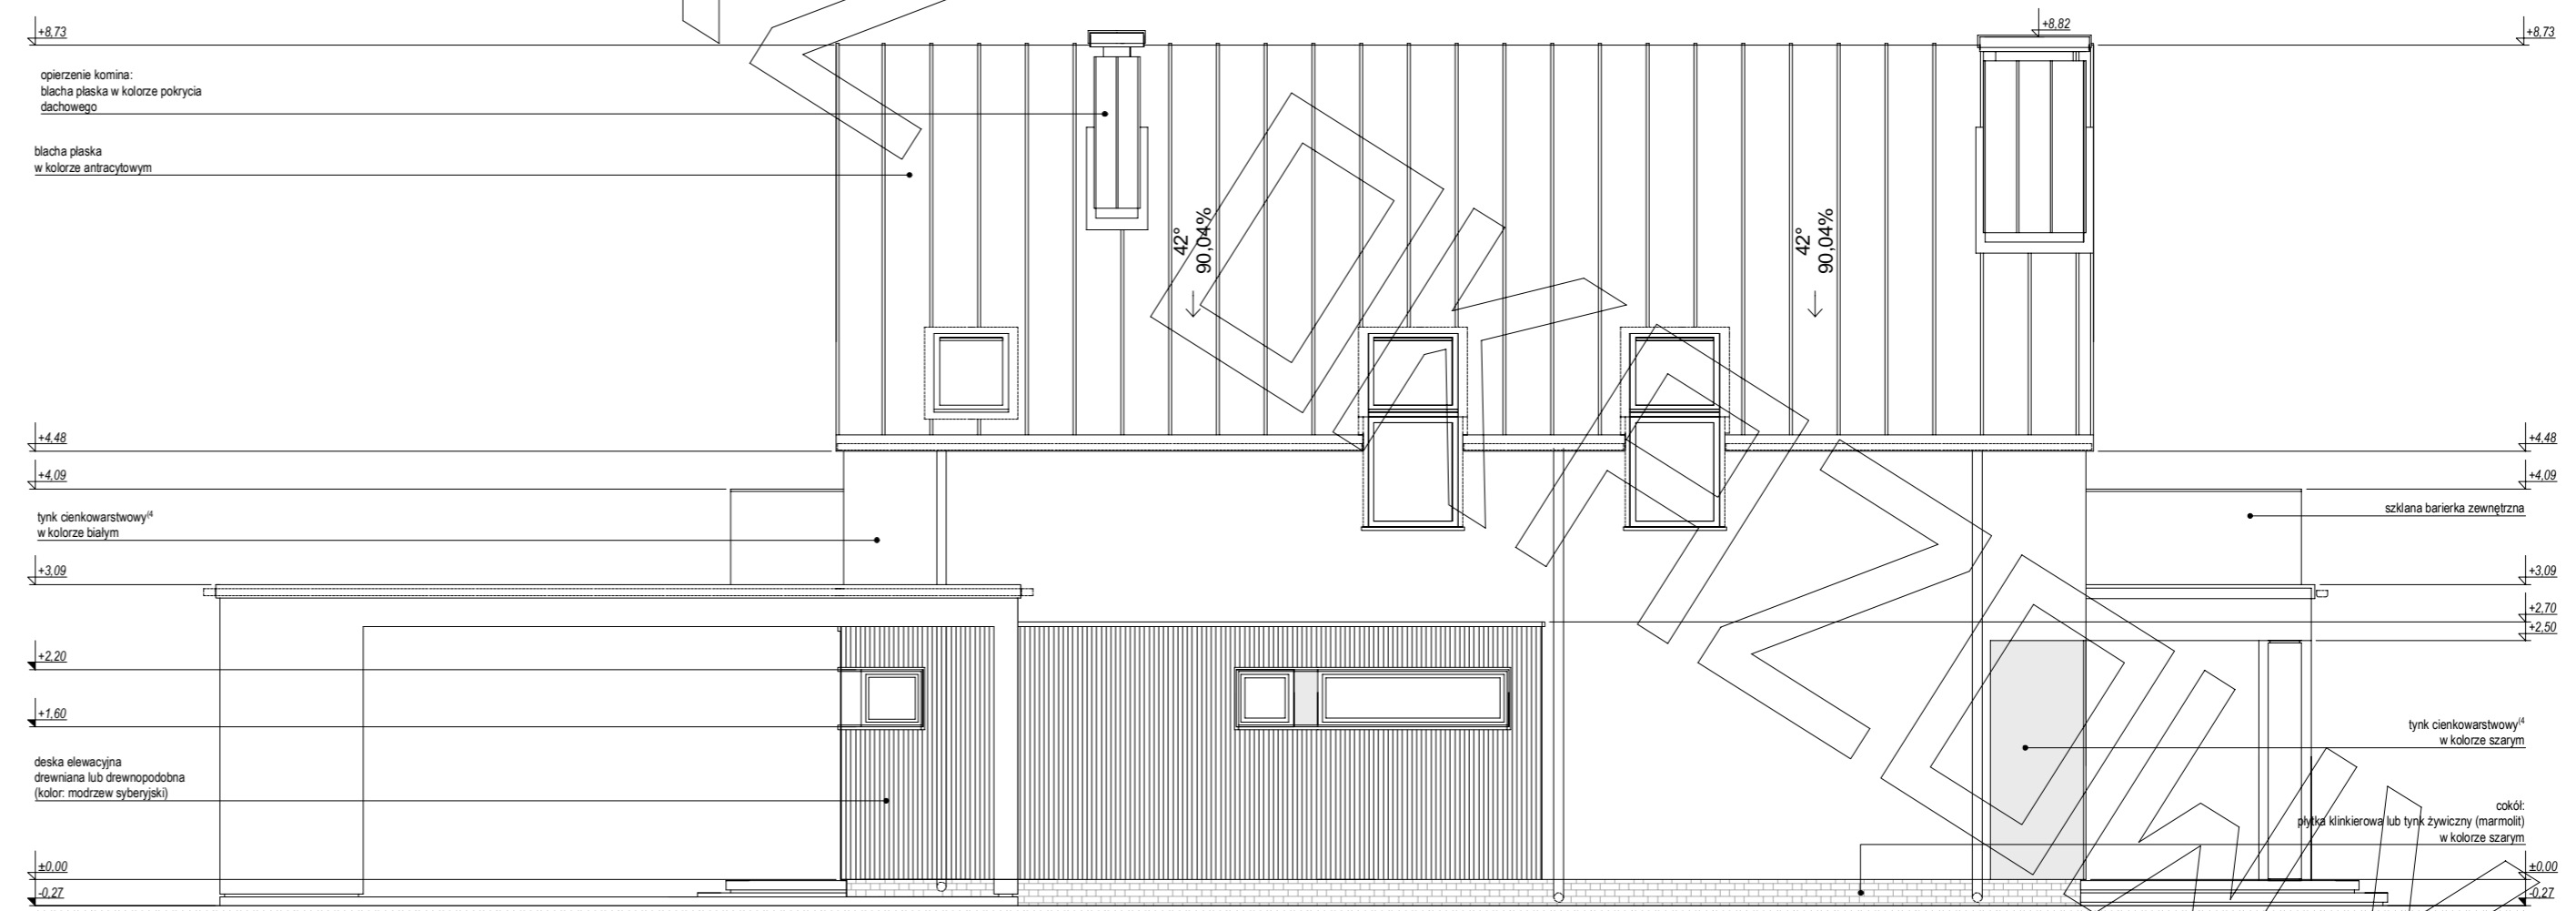 +8,73
+8,82
+8,73
opierzenie komina:
blacha płaska w kolorze pokrycia
dachowego
blacha płaska
w kolorze antracytowym
42°
90,04%
42°
90,04%
+4,48
+4,48
+4,09
+4,09
tynk cienkowarstwowy⁽⁴
w kolorze białym
szklana barierka zewnętrzna
+3,09
+3,09
+2,70
+2,50
+2,20
+1,60
tynk cienkowarstwowy⁽⁴
w kolorze szarym
deska elewacyjna
drewniana lub drewnopodobna
(kolor: modrzew syberyjski)
cokół:
płytka klinkierowa lub tynk żywiczny (marmolit)
w kolorze szarym
±0,00
±0,00
-0,27
-0,27